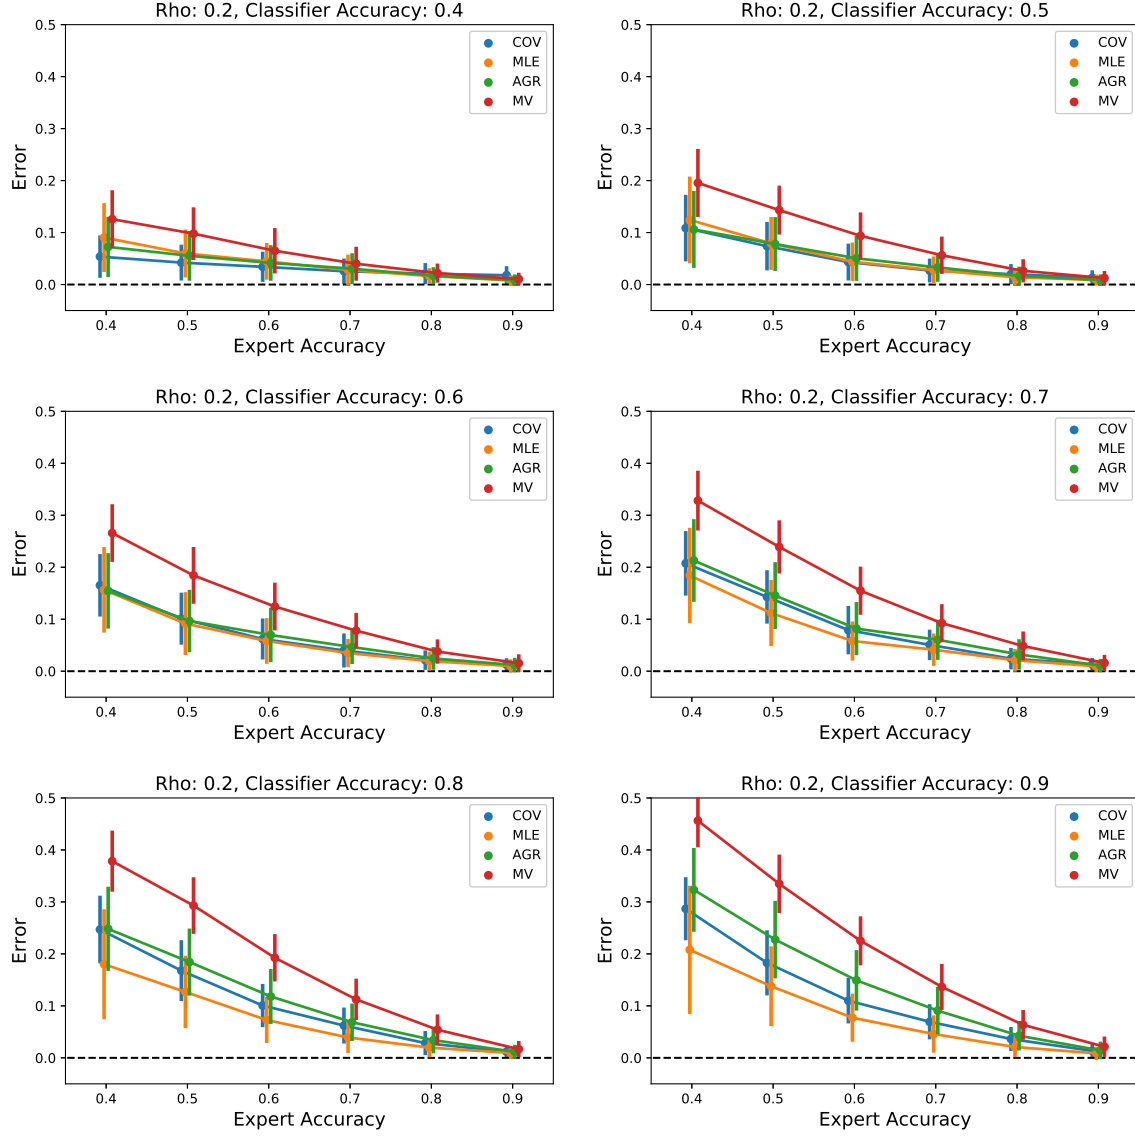 Rho: 0.2, Classifier Accuracy: 0.4
0.5
0.4
0.3
0.2
0.1
0.0
Error
COV
MLE
AGR
MV
0.4 0.5 0.6 0.7 0.8 0.9
Expert Accuracy
Rho: 0.2, Classifier Accuracy: 0.5
0.5
0.4
0.3
0.2
0.1
0.0
Error
COV
MLE
AGR
MV
0.4 0.5 0.6 0.7 0.8 0.9
Expert Accuracy
Rho: 0.2, Classifier Accuracy: 0.6
0.5
0.4
0.3
0.2
0.1
0.0
Error
COV
MLE
AGR
MV
0.4 0.5 0.6 0.7 0.8 0.9
Expert Accuracy
Rho: 0.2, Classifier Accuracy: 0.7
0.5
0.4
0.3
0.2
0.1
0.0
Error
COV
MLE
AGR
MV
0.4 0.5 0.6 0.7 0.8 0.9
Expert Accuracy
Rho: 0.2, Classifier Accuracy: 0.8
0.5
0.4
0.3
0.2
0.1
0.0
Error
COV
MLE
AGR
MV
0.4 0.5 0.6 0.7 0.8 0.9
Expert Accuracy
Rho: 0.2, Classifier Accuracy: 0.9
0.5
0.4
0.3
0.2
0.1
0.0
Error
COV
MLE
AGR
MV
0.4 0.5 0.6 0.7 0.8 0.9
Expert Accuracy